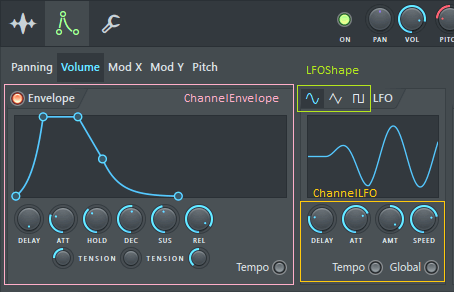 ON PAN VOL PITC
Panning Volume Mod X Mod Y Pitch
LFOShape
Envelope ChannelEnvelope
LFO
ChannelLFO
DELAY ATT HOLD DEC SUS REL
DELAY ATT AMT SPEED
TENSION TENSION
Tempo
Tempo Global